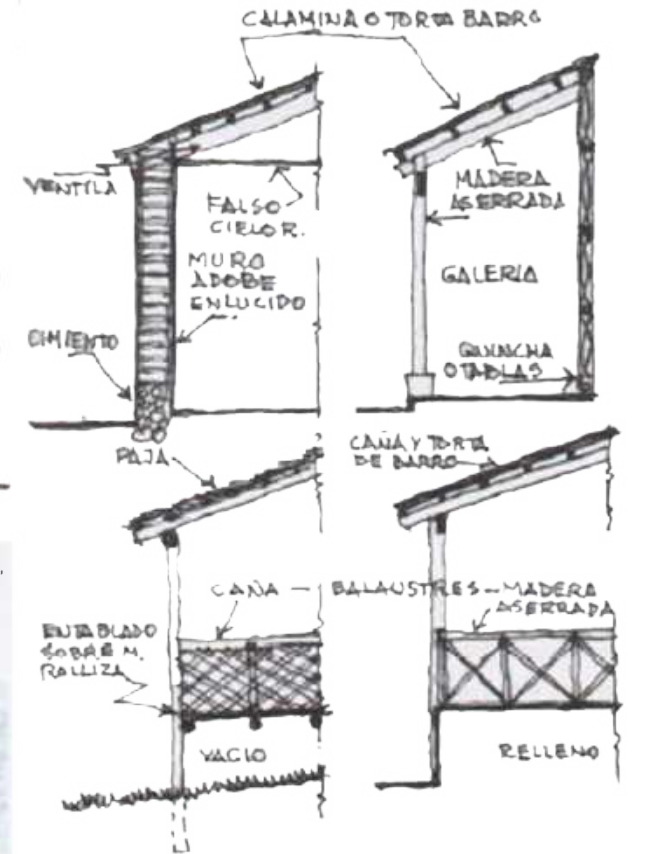 CALAMINA O TORTA BARRO
VENTILA
FALSO
CIELO R.
MURO
ADOBE
ENLUCIDO
CIMIENTO
MADERA
ASERRADA
GALERIA
QUINCHA
O TABLAS
PAJA
CAÑA Y TORTA
DE BARRO
CAÑA — BALAUSTRES — MADERA
ASERRADA
ENTABLADO
SOBRE M.
ROLLIZA
VACIO
RELLENO